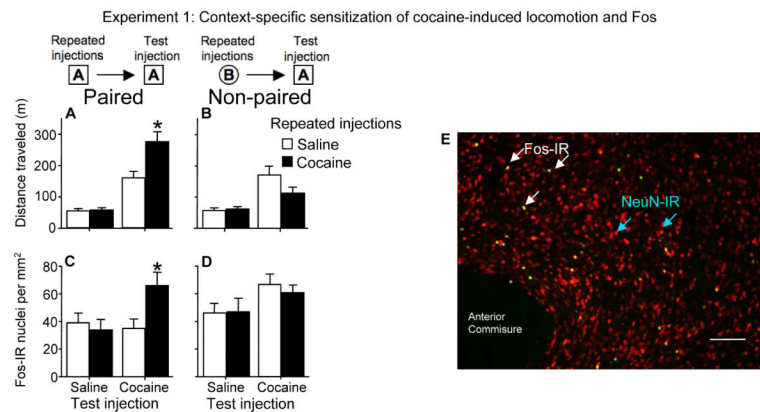 Experiment 1: Context-specific sensitization of cocaine-induced locomotion and Fos
Repeated injections
Test injection
A
A
Paired
Repeated injections
Test injection
B
A
Non-paired
A
Distance traveled (m)
300
200
100
0
*
B
Repeated injections
Saline
Cocaine
C
Fos-IR nuclei per mm²
80
60
40
20
0
*
Saline Cocaine
Test injection
D
Saline Cocaine
Test injection
E
Fos-IR
NeuN-IR
Anterior
Commisure